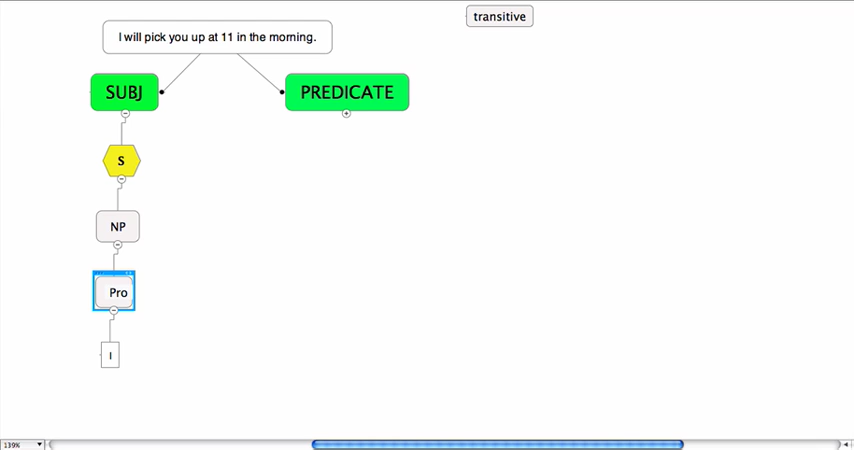 transitive
I will pick you up at 11 in the morning.
SUBJ
PREDICATE
S
NP
Pro
I
139%